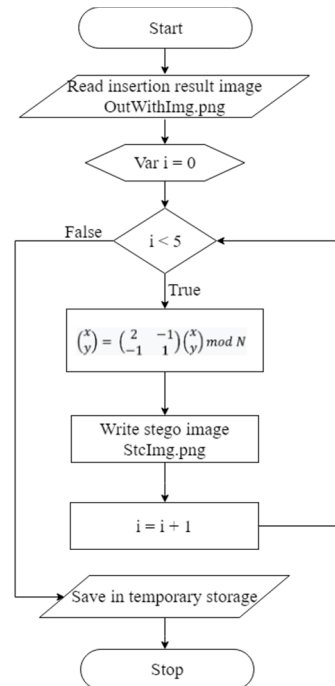 Start
Read insertion result image
OutWithImg.png
Var i = 0
i < 5
False
True
(x y) = (2 -1 -1 1)(x y) mod N
Write stego image
StcImg.png
i = i + 1
Save in temporary storage
Stop